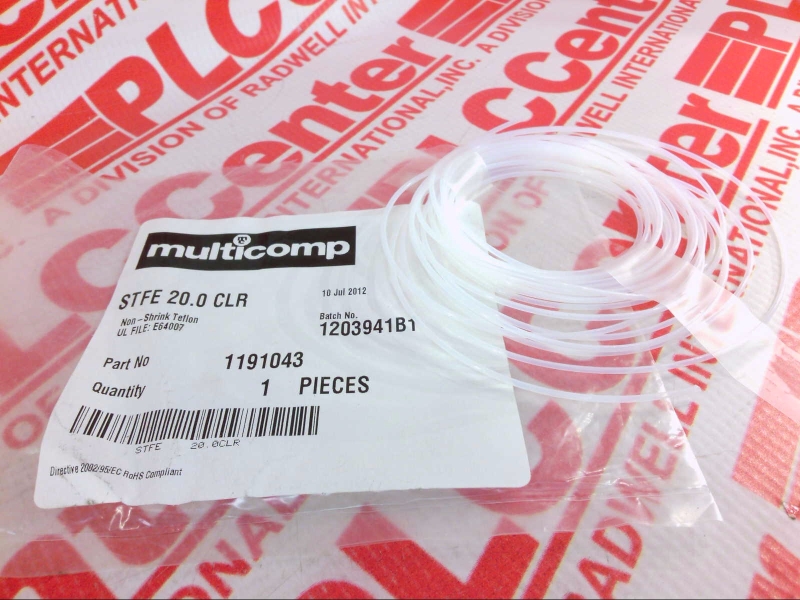 PLCCenter
A DIVISION OF RADWELL INTERNATIONAL, INC.
multicomp
STFE 20.0 CLR
10 Jul 2012
Non-Shrink Teflon
UL FILE: E64007
Batch No.
1203941B1
Part No 1191043
Quantity 1 PIECES
STFE 20.0CLR
Directive 2002/95/EC RoHS Compliant